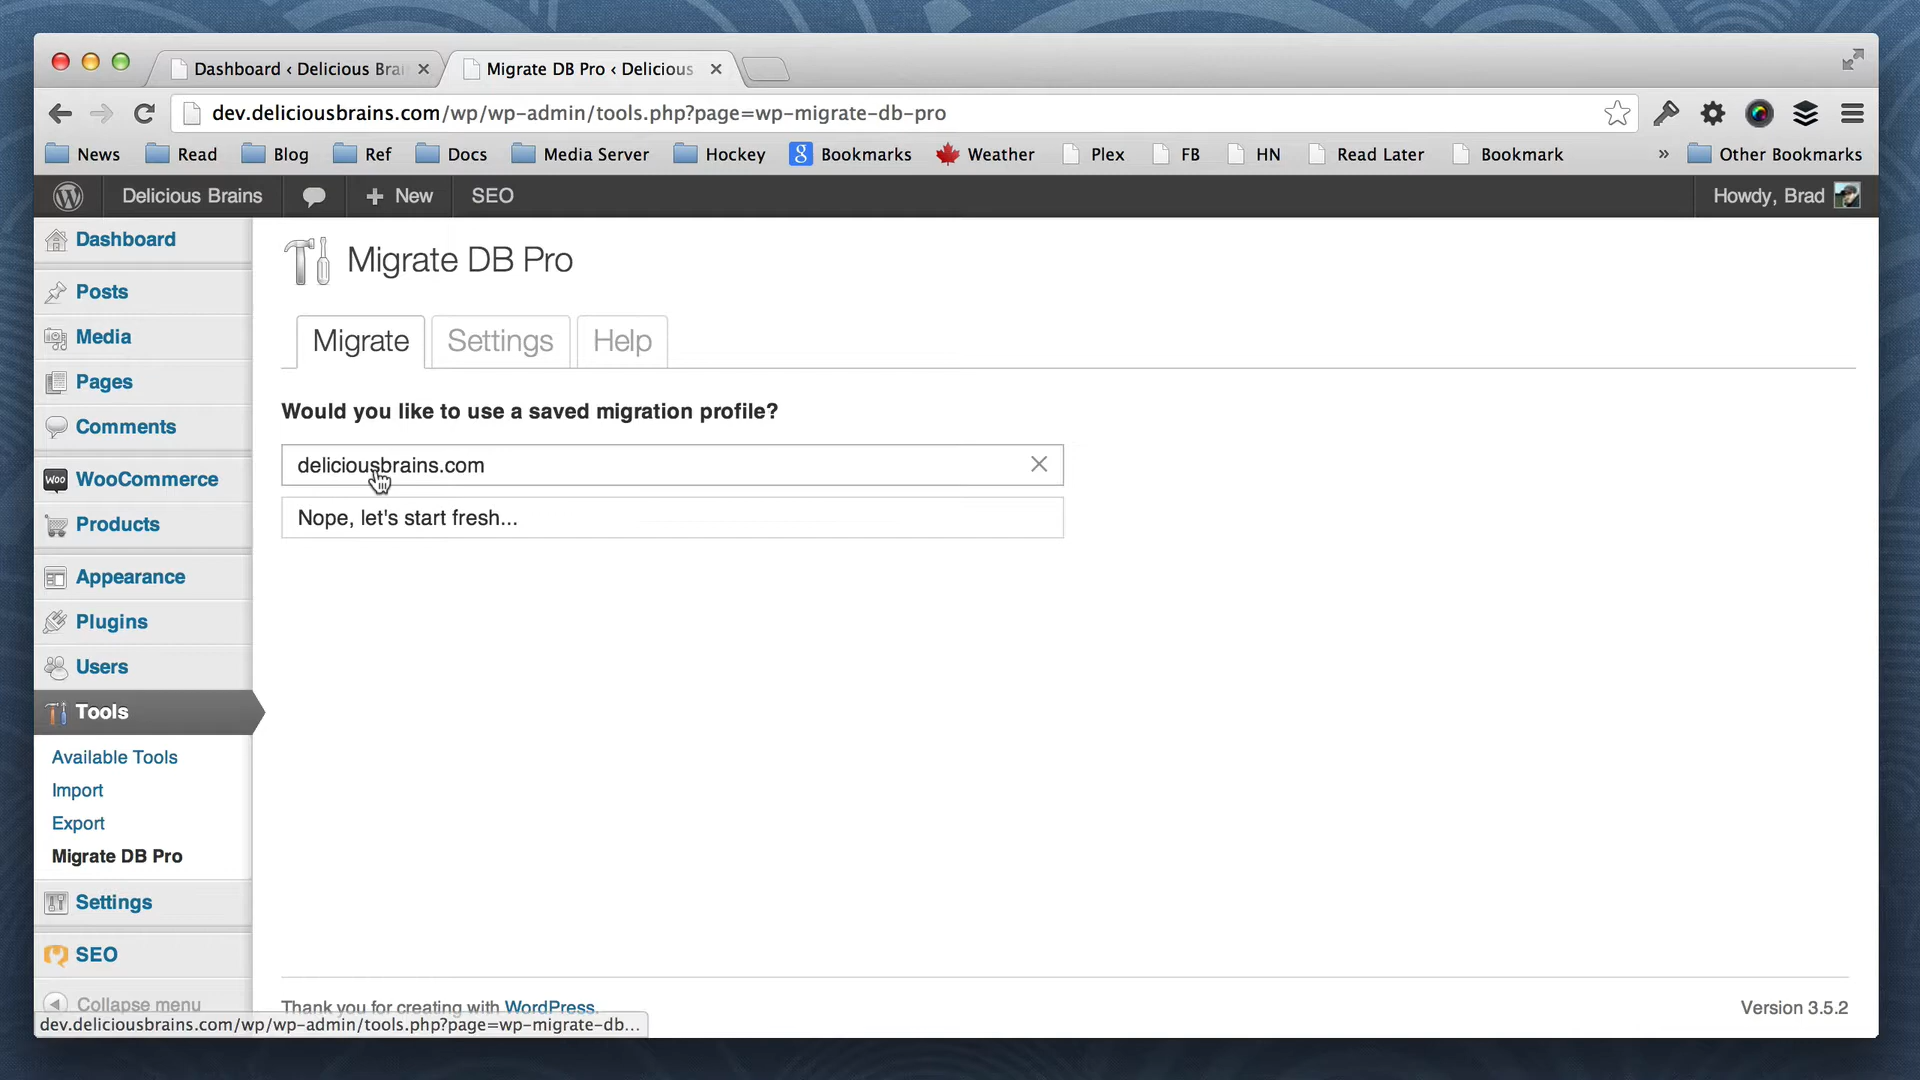 Dashboard ‹ Delicious Brai
Migrate DB Pro ‹ Delicious
dev.deliciousbrains.com/wp/wp-admin/tools.php?page=wp-migrate-db-pro
News Read Blog Ref Docs Media Server Hockey Bookmarks Weather Plex FB HN Read Later Bookmark » Other Bookmarks
Delicious Brains + New SEO Howdy, Brad
Dashboard
Posts
Media
Pages
Comments
WooCommerce
Products
Appearance
Plugins
Users
Tools
Available Tools
Import
Export
Migrate DB Pro
Settings
SEO
Collapse menu
Migrate DB Pro
Migrate Settings Help
Would you like to use a saved migration profile?
deliciousbrains.com
Nope, let's start fresh...
Thank you for creating with WordPress.
Version 3.5.2
dev.deliciousbrains.com/wp/wp-admin/tools.php?page=wp-migrate-db...